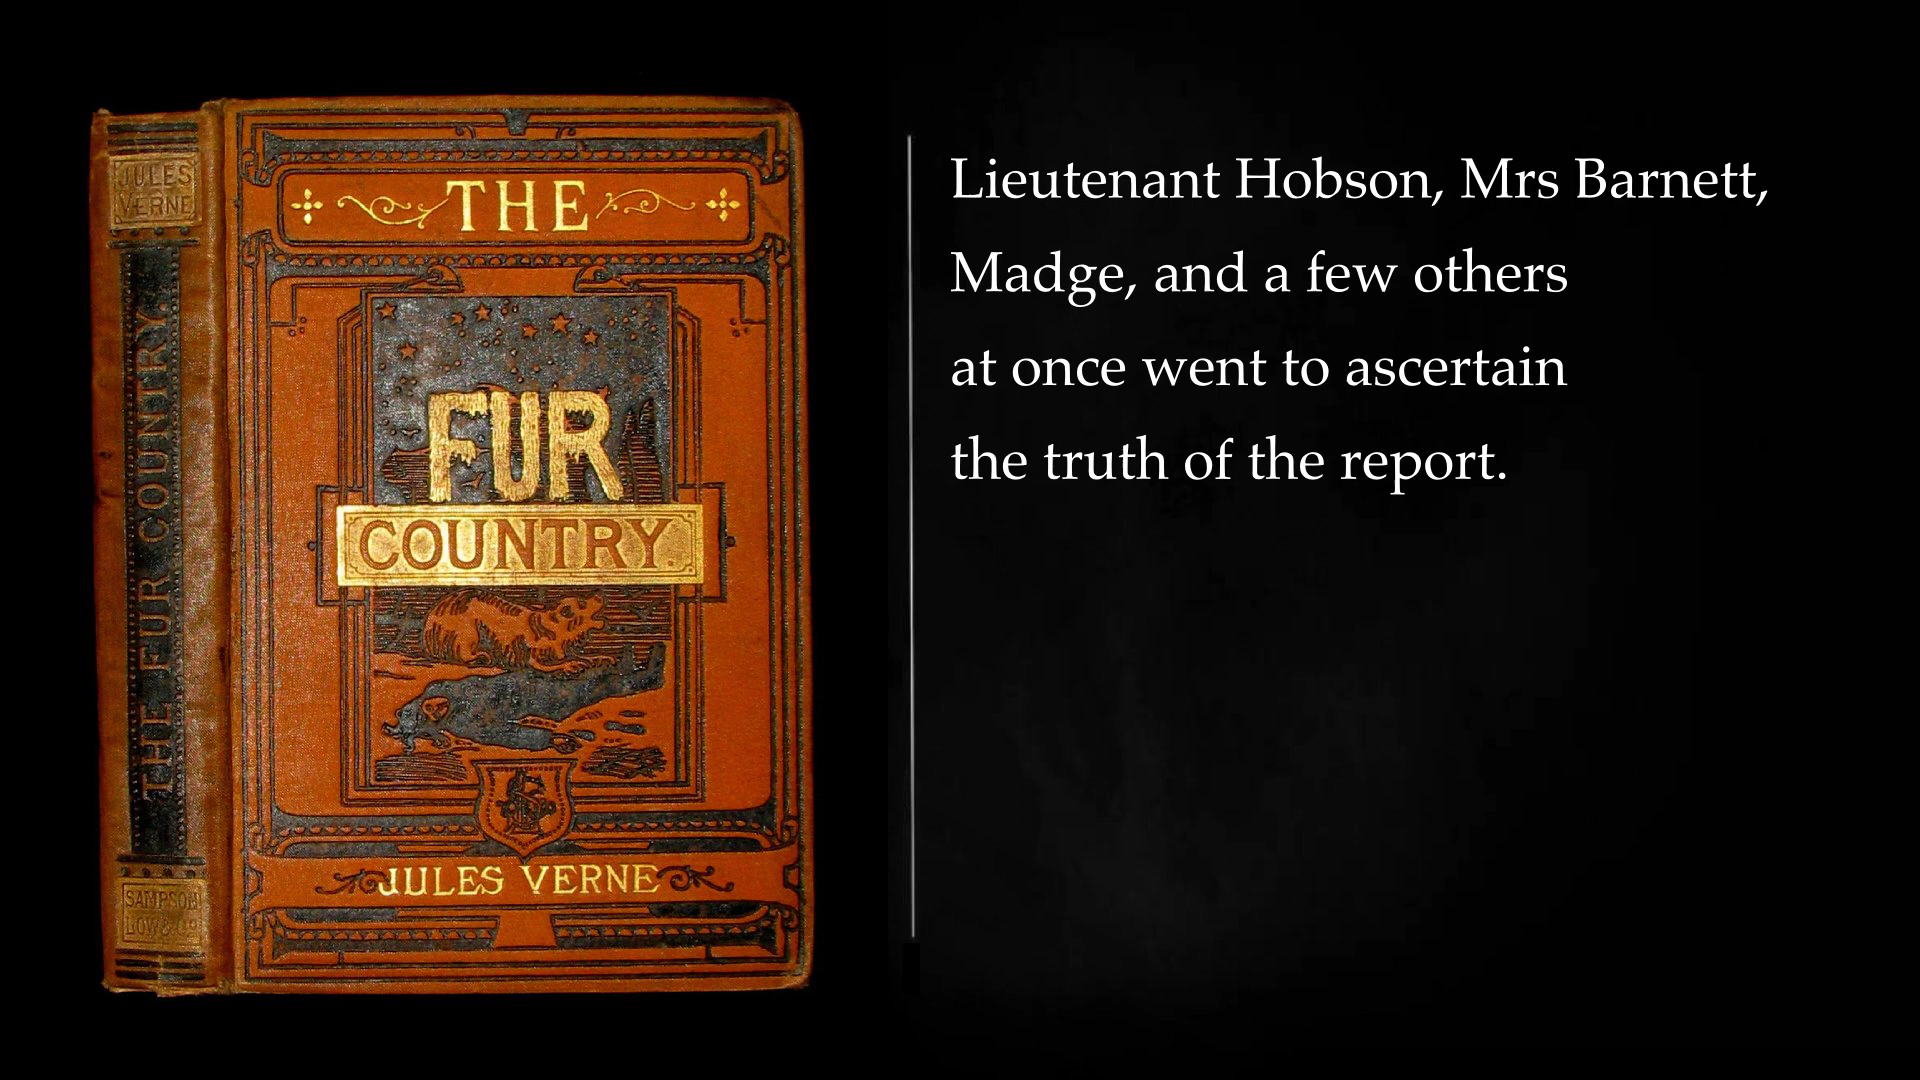 JULES
VERNE
THE FUR COUNTRY.
SAMPSON
LOW & Co
THE
FUR
COUNTRY.
JULES VERNE
Lieutenant Hobson, Mrs Barnett,
Madge, and a few others
at once went to ascertain
the truth of the report.